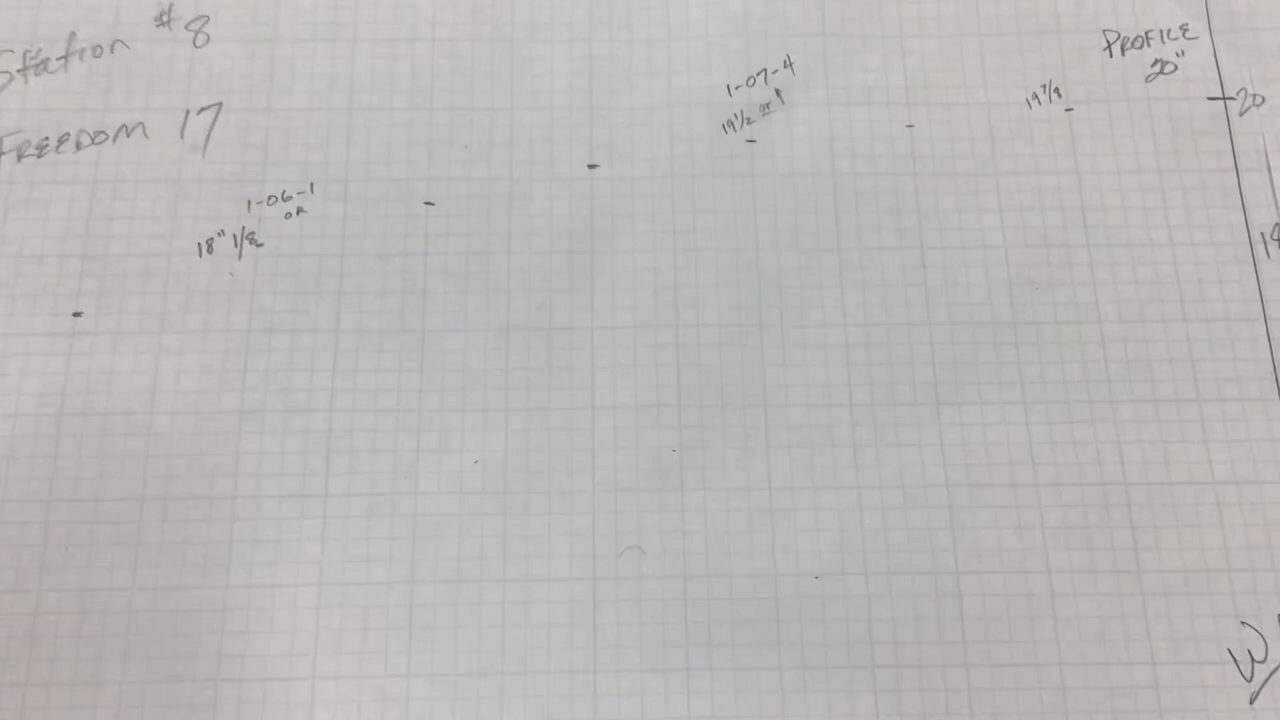 Station #8
FREEDOM 17
1-06-1
OR
18" 1/8
1-07-4
19 1/2 or ↑
19 7/8
PROFILE
20"
20
W